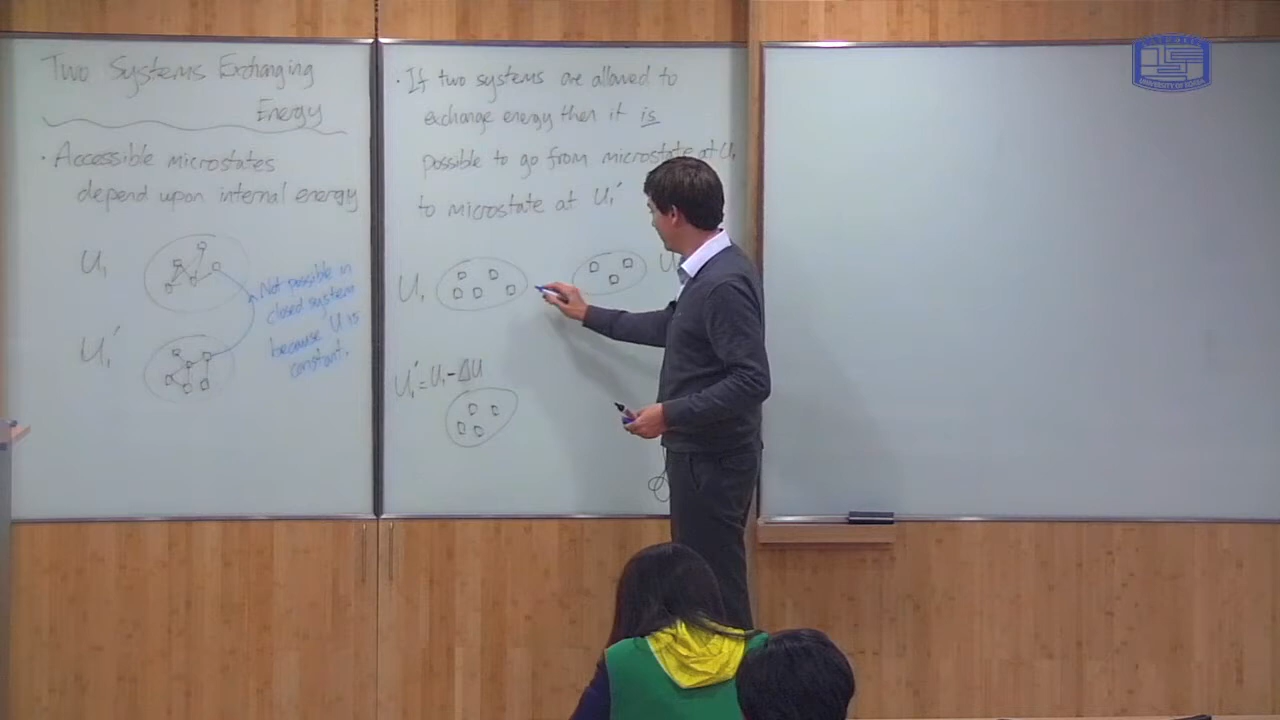 Two Systems Exchanging
Energy
· Accessible microstates
depend upon internal energy
U₁
U₁'
Not possible in
closed system
because U is
constant.
· If two systems are allowed to
exchange energy then it is
possible to go from microstate at U₁
to microstate at U₁'
U₁
U
U₁' = U₁ - ΔU